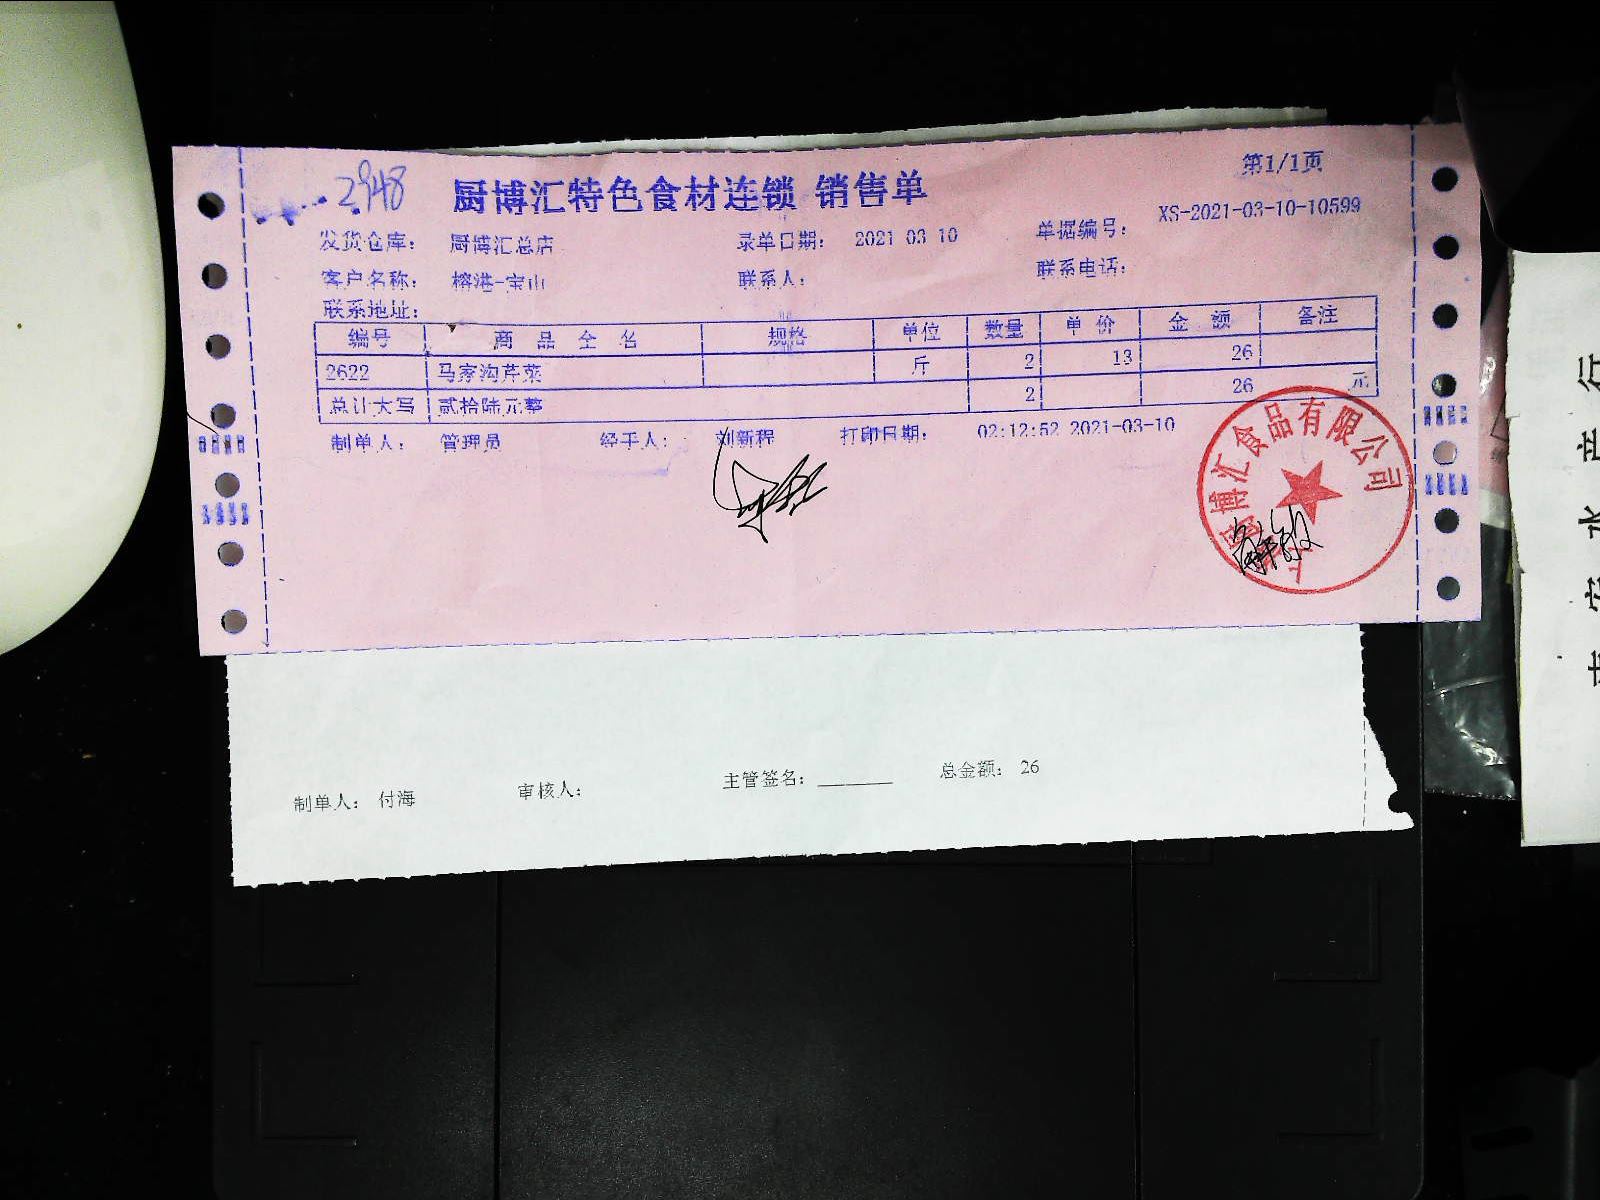 2948
厨博汇特色食材连锁 销售单
第1/1页
发货仓库: 厨博汇总店 录单日期: 2021 03 10 单据编号: XS-2021-03-10-10599
客户名称: 榕港-宝山 联系人: 联系电话:
联系地址:
编号 商品全名 规格 单位 数量 单价 金额 备注
2622 马家沟芹菜 斤 2 13 26
总计大写 贰拾陆元整 2 26 元
制单人: 管理员 经手人: 刘新程 打印日期: 02:12:52 2021-03-10
博汇食品有限公司
制单人: 付海 审核人: 主管签名: 总金额: 26